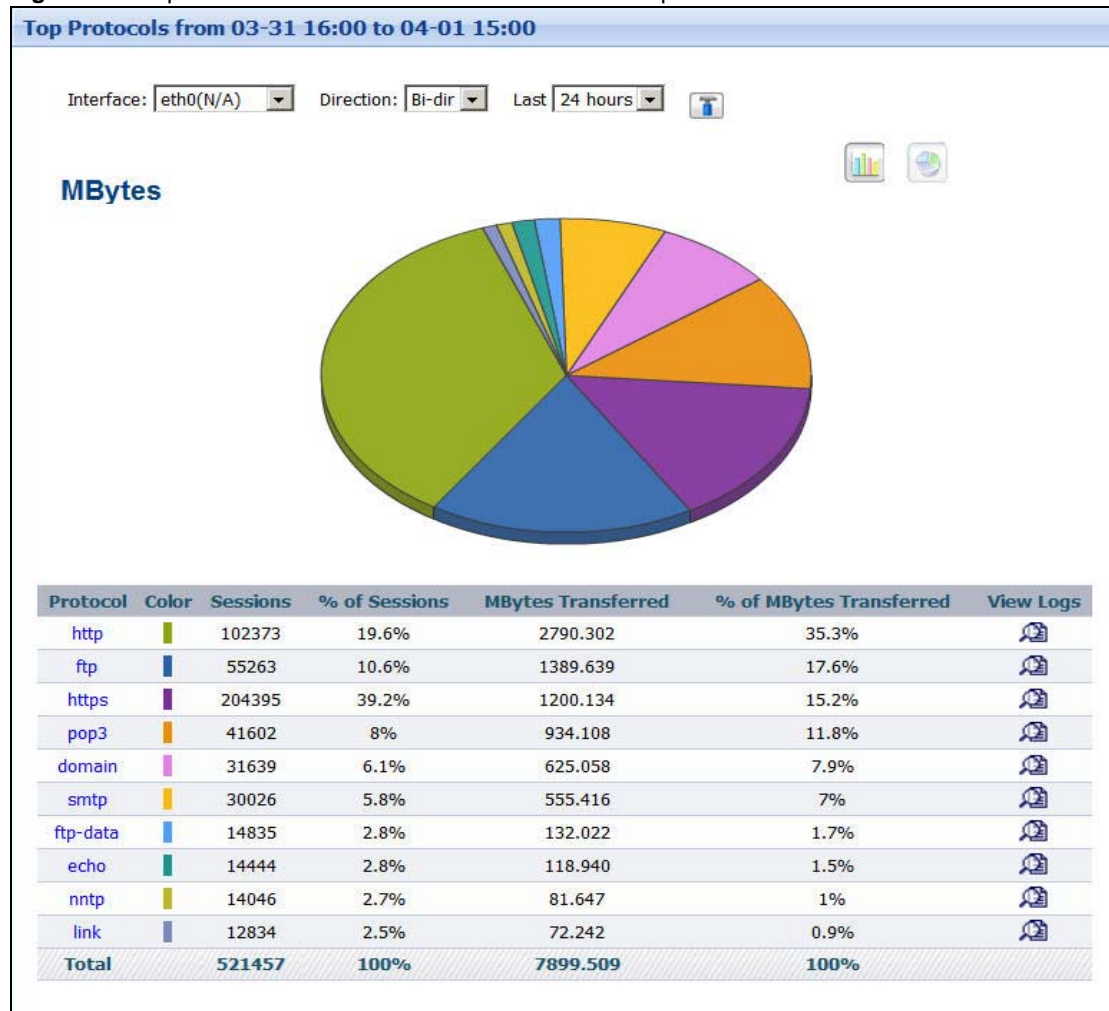 Top Protocols from 03-31 16:00 to 04-01 15:00
Interface: eth0(N/A) Direction: Bi-dir Last 24 hours
MBytes
Protocol Color Sessions % of Sessions MBytes Transferred % of MBytes Transferred View Logs
http 102373 19.6% 2790.302 35.3%
ftp 55263 10.6% 1389.639 17.6%
https 204395 39.2% 1200.134 15.2%
pop3 41602 8% 934.108 11.8%
domain 31639 6.1% 625.058 7.9%
smtp 30026 5.8% 555.416 7%
ftp-data 14835 2.8% 132.022 1.7%
echo 14444 2.8% 118.940 1.5%
nntp 14046 2.7% 81.647 1%
link 12834 2.5% 72.242 0.9%
Total 521457 100% 7899.509 100%